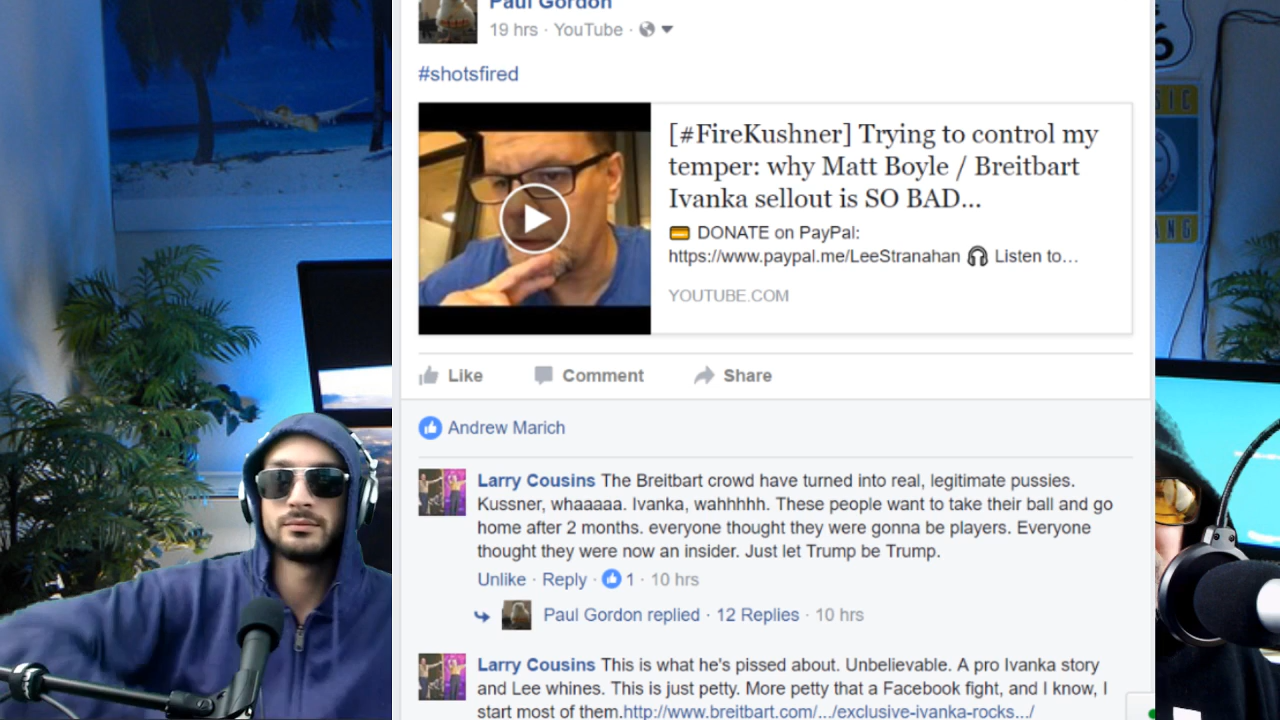 Paul Gordon
19 hrs · YouTube ·
#shotsfired
[#FireKushner] Trying to control my
temper: why Matt Boyle / Breitbart
Ivanka sellout is SO BAD...
DONATE on PayPal:
https://www.paypal.me/LeeStranahan Listen to...
YOUTUBE.COM
Like Comment Share
Andrew Marich
Larry Cousins The Breitbart crowd have turned into real, legitimate pussies.
Kussner, whaaaaa. Ivanka, wahhhhh. These people want to take their ball and go
home after 2 months. everyone thought they were gonna be players. Everyone
thought they were now an insider. Just let Trump be Trump.
Unlike · Reply · 1 · 10 hrs
Paul Gordon replied · 12 Replies · 10 hrs
Larry Cousins This is what he's pissed about. Unbelievable. A pro Ivanka story
and Lee whines. This is just petty. More petty that a Facebook fight, and I know, I
start most of them.http://www.breitbart.com/.../exclusive-ivanka-rocks.../